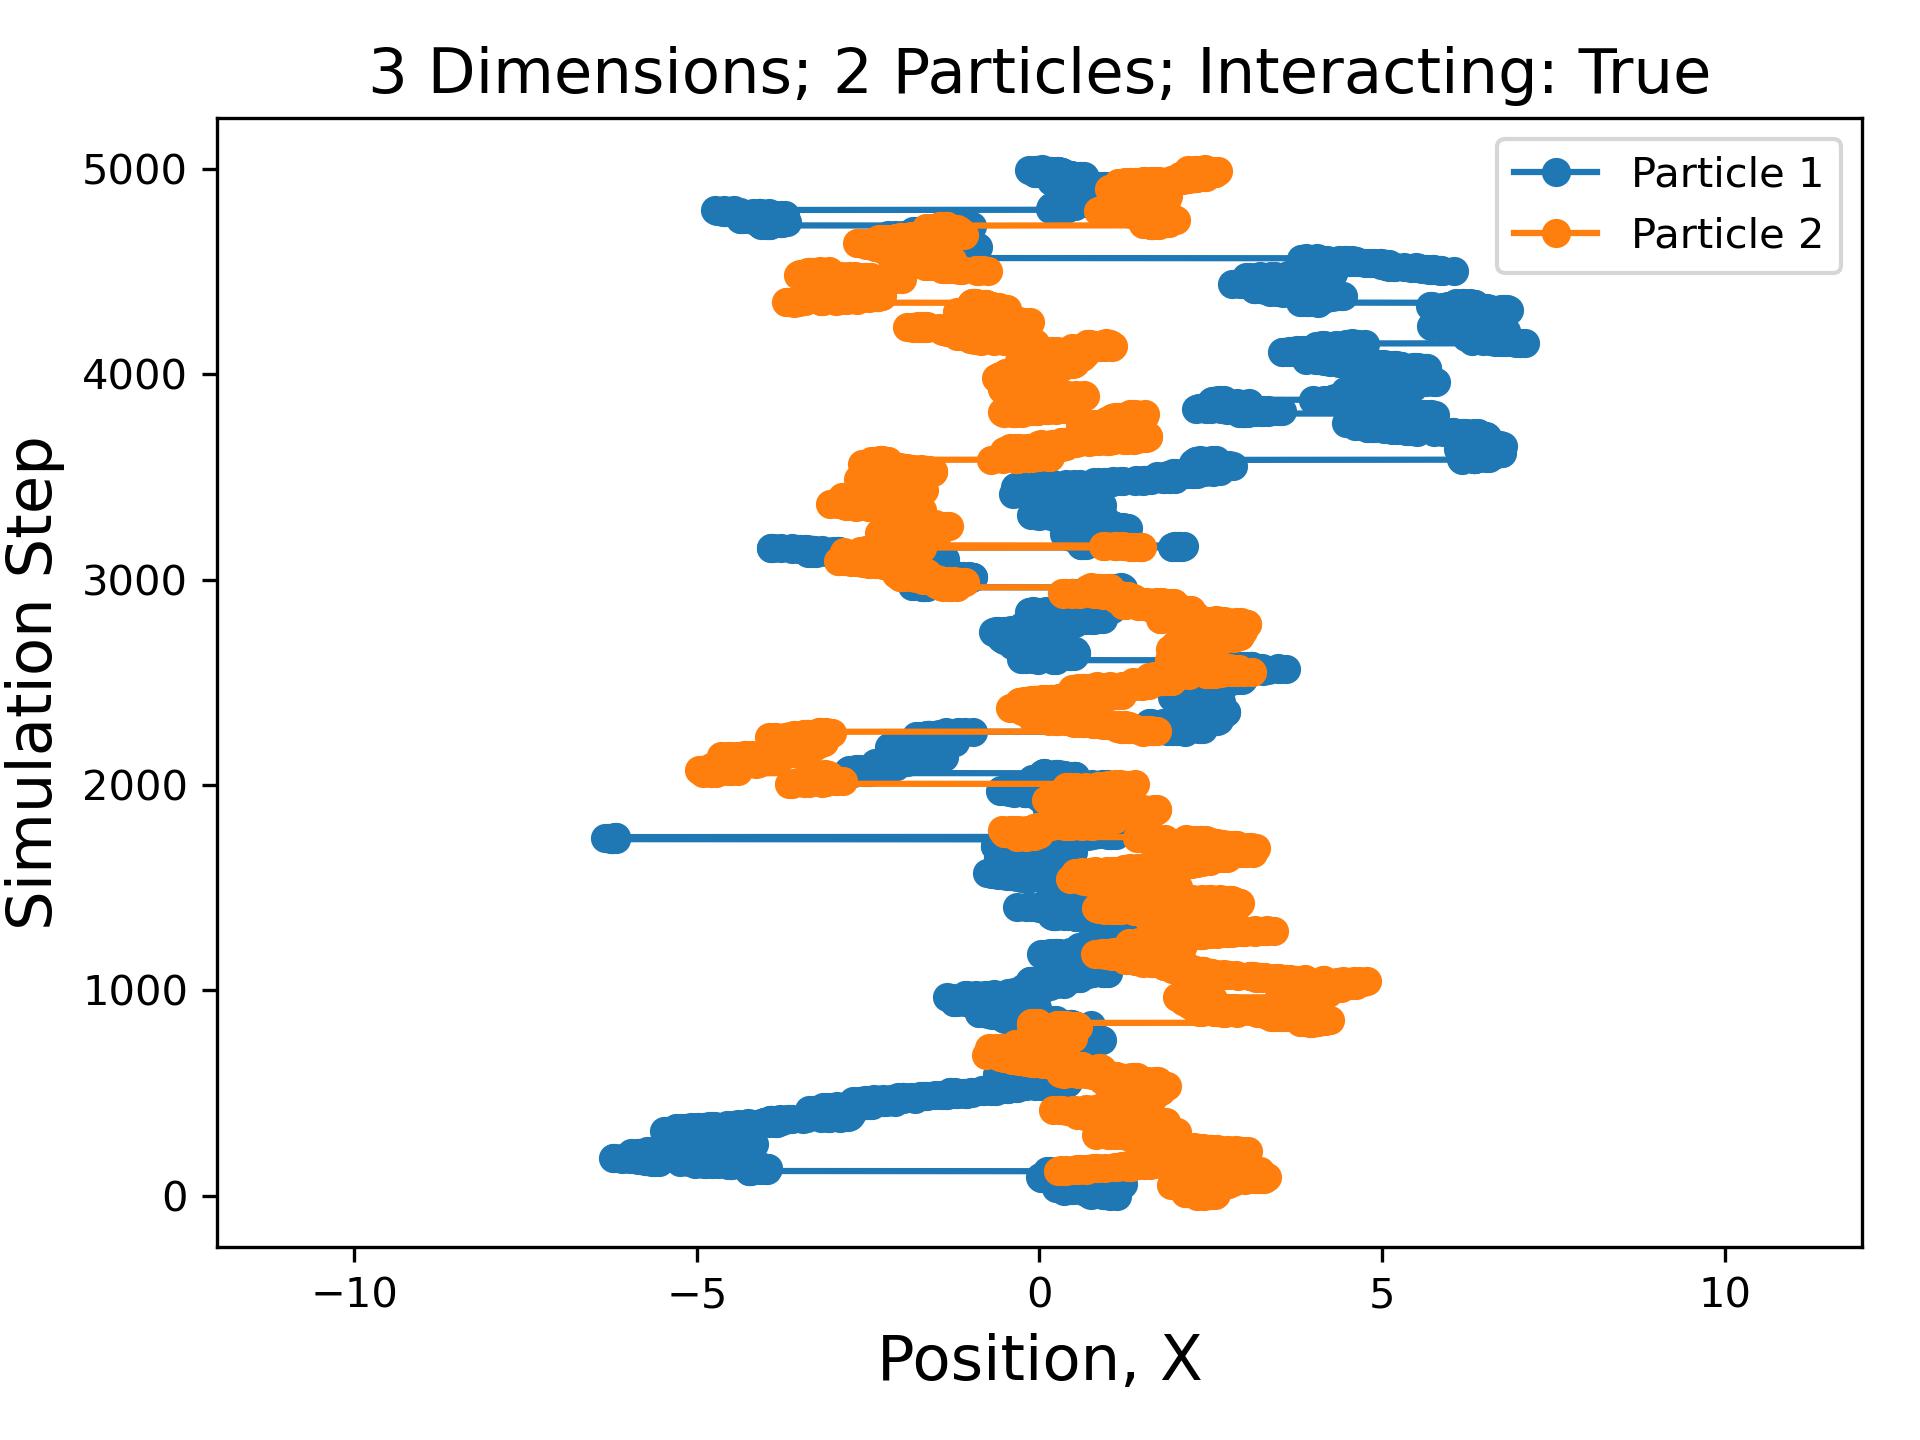 3 Dimensions; 2 Particles; Interacting: True
Particle 1
Particle 2
Simulation Step
5000
4000
3000
2000
1000
0
−10
−5
0
5
10
Position, X